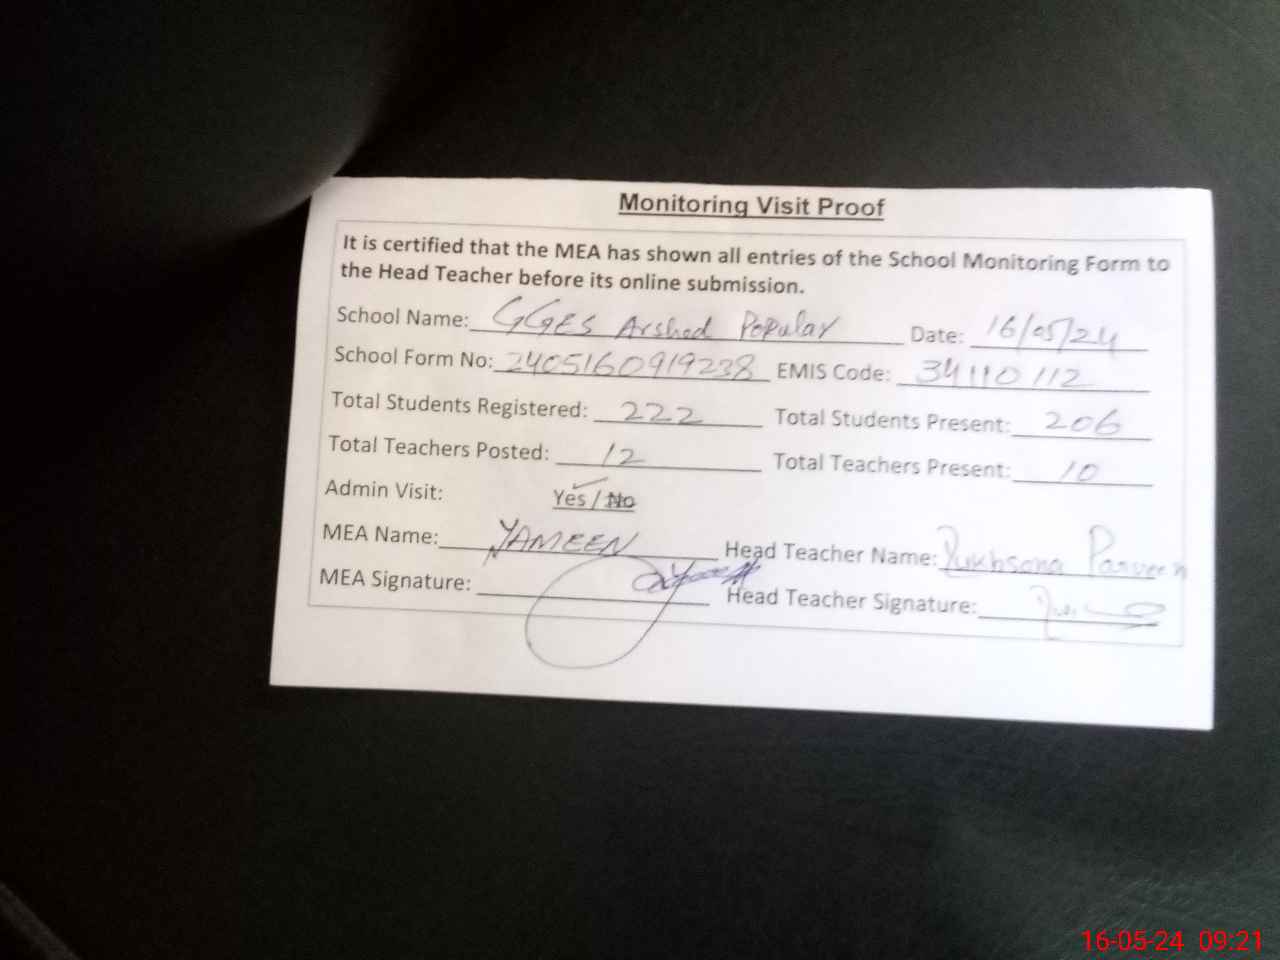 Monitoring Visit Proof
It is certified that the MEA has shown all entries of the School Monitoring Form to
the Head Teacher before its online submission.
School Name: GGES Arshad Popular Date: 16/05/24
School Form No: 2405160919238 EMIS Code: 34110112
Total Students Registered: 222 Total Students Present: 206
Total Teachers Posted: 12 Total Teachers Present: 10
Admin Visit: Yes / No
MEA Name: YAMEEN Head Teacher Name: Rukhsana Parveen
MEA Signature: Head Teacher Signature:
16-05-24 09:21